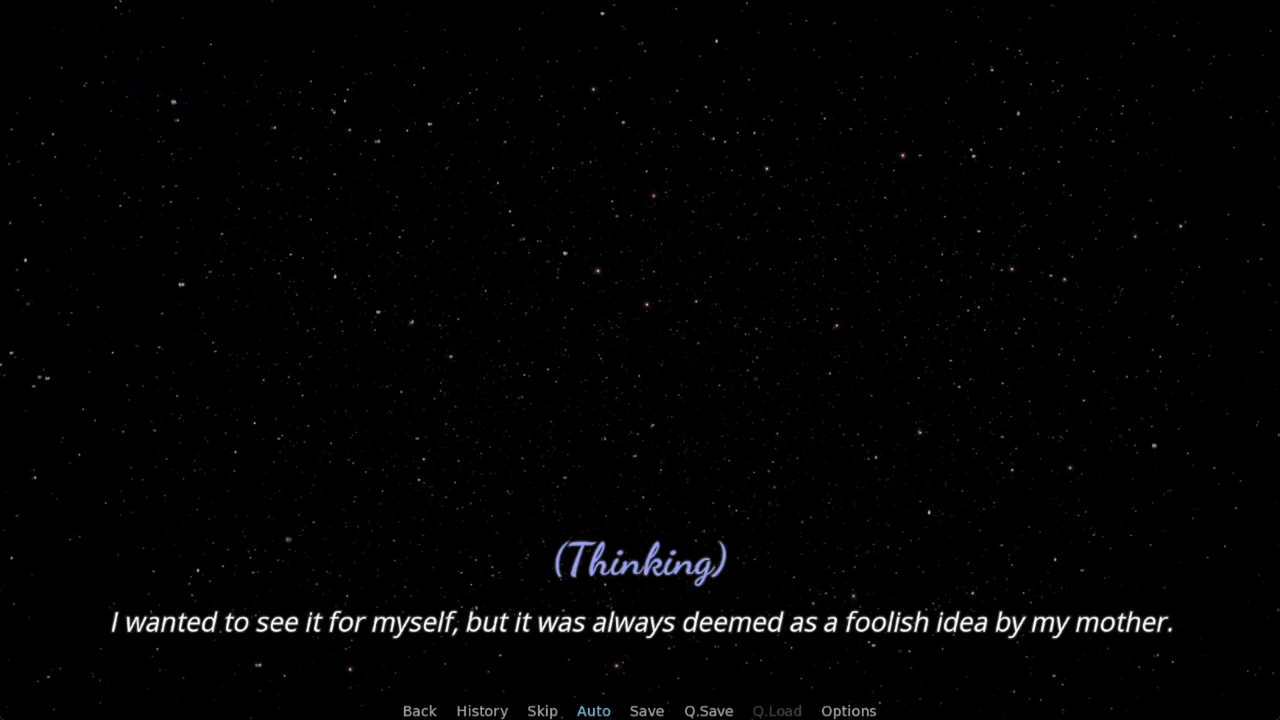 (Thinking)
I wanted to see it for myself, but it was always deemed as a foolish idea by my mother.
Back History Skip Auto Save Q.Save Q.Load Options